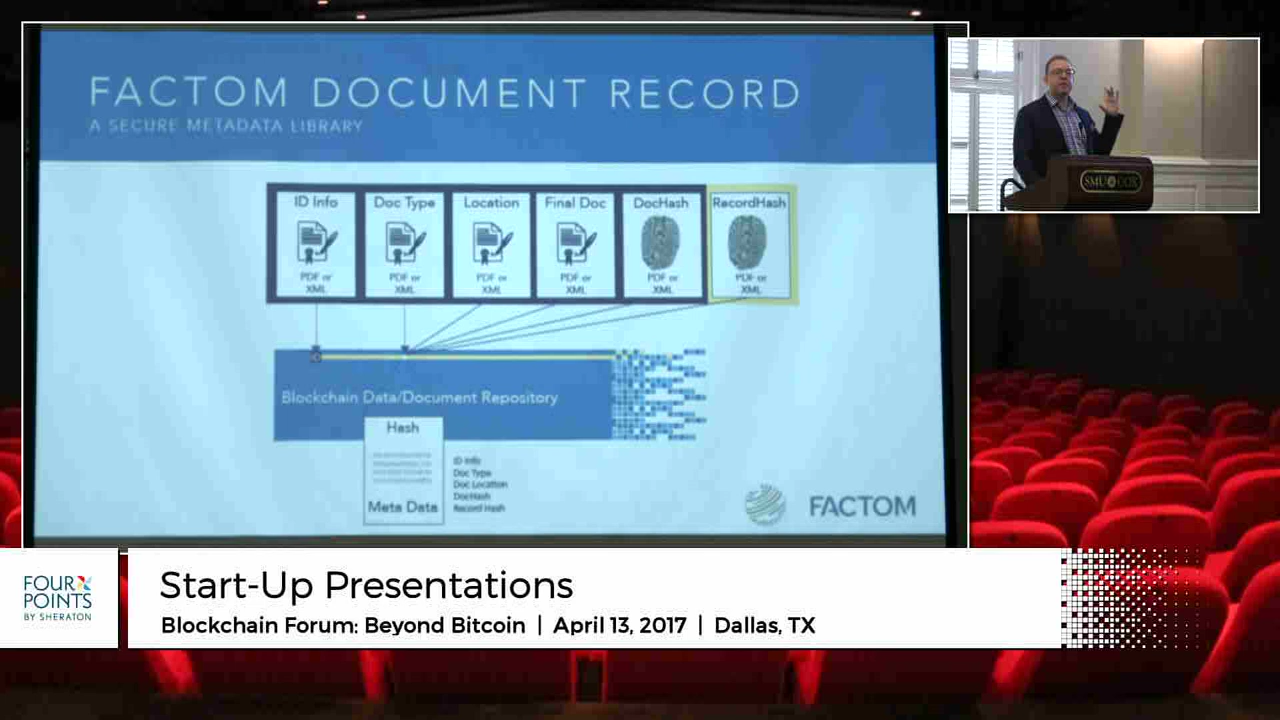 FACTOM DOCUMENT RECORD
A SECURE METADATA LIBRARY
ID Info
PDF or
XML
Doc Type
PDF or
XML
Location
PDF or
XML
Final Doc
PDF or
XML
DocHash
PDF or
XML
RecordHash
PDF or
XML
Blockchain Data/Document Repository
Hash
Meta Data
ID Info
Doc Type
Doc Location
DocHash
Record Hash
FACTOM
SMU COX
FOUR
POINTS
BY SHERATON
Start-Up Presentations
Blockchain Forum: Beyond Bitcoin | April 13, 2017 | Dallas, TX